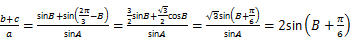 (b+c)/a = (sinB+sin(2π/3−B))/sinA = (3/2 sinB+√3/2 cosB)/sinA = √3sin(B+π/6)/sinA = 2sin(B+π/6)